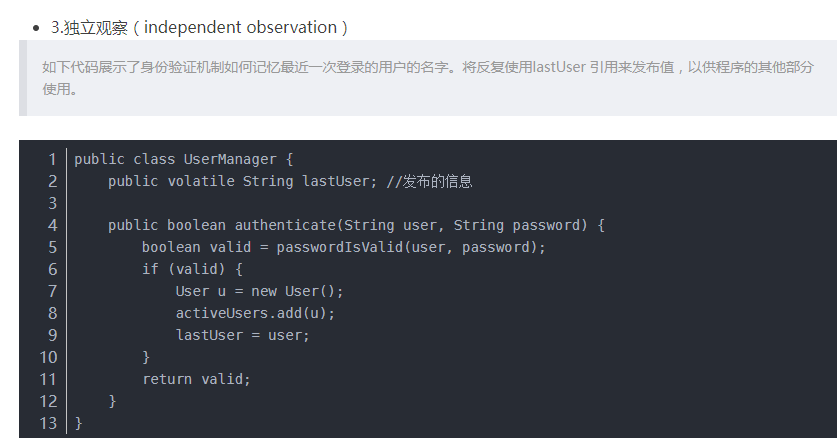 3.独立观察（independent observation）
如下代码展示了身份验证机制如何记忆最近一次登录的用户的名字。将反复使用lastUser 引用来发布值，以供程序的其他部分
使用。
1 public class UserManager {
2     public volatile String lastUser; //发布的信息
3
4     public boolean authenticate(String user, String password) {
5         boolean valid = passwordIsValid(user, password);
6         if (valid) {
7             User u = new User();
8             activeUsers.add(u);
9             lastUser = user;
10         }
11         return valid;
12     }
13 }